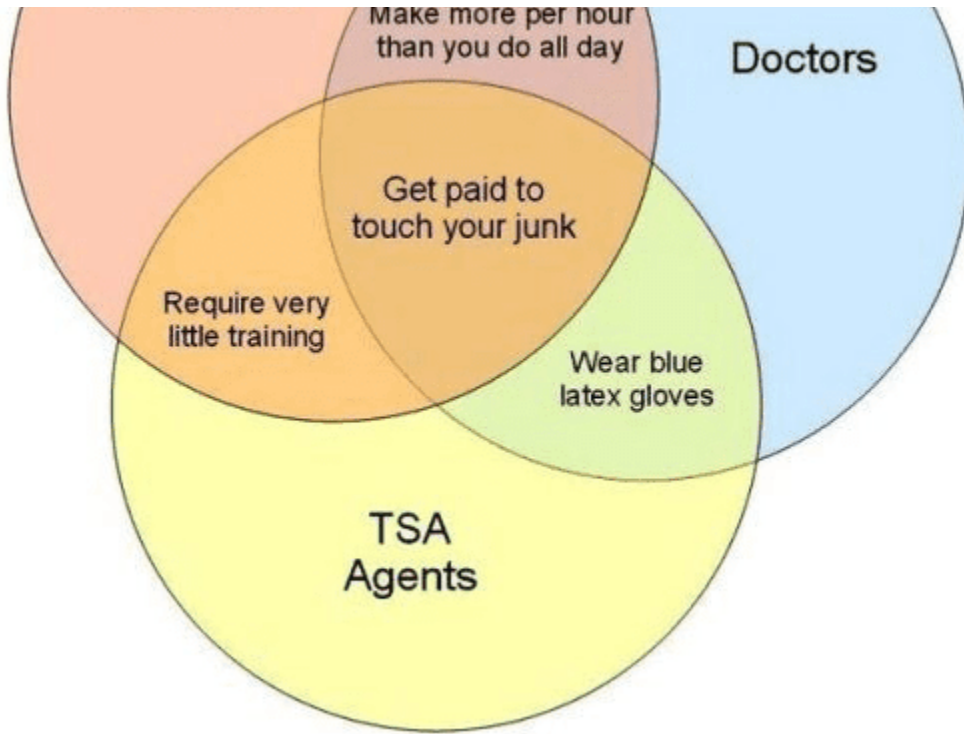 Make more per hour
than you do all day
Doctors
Get paid to
touch your junk
Require very
little training
Wear blue
latex gloves
TSA
Agents